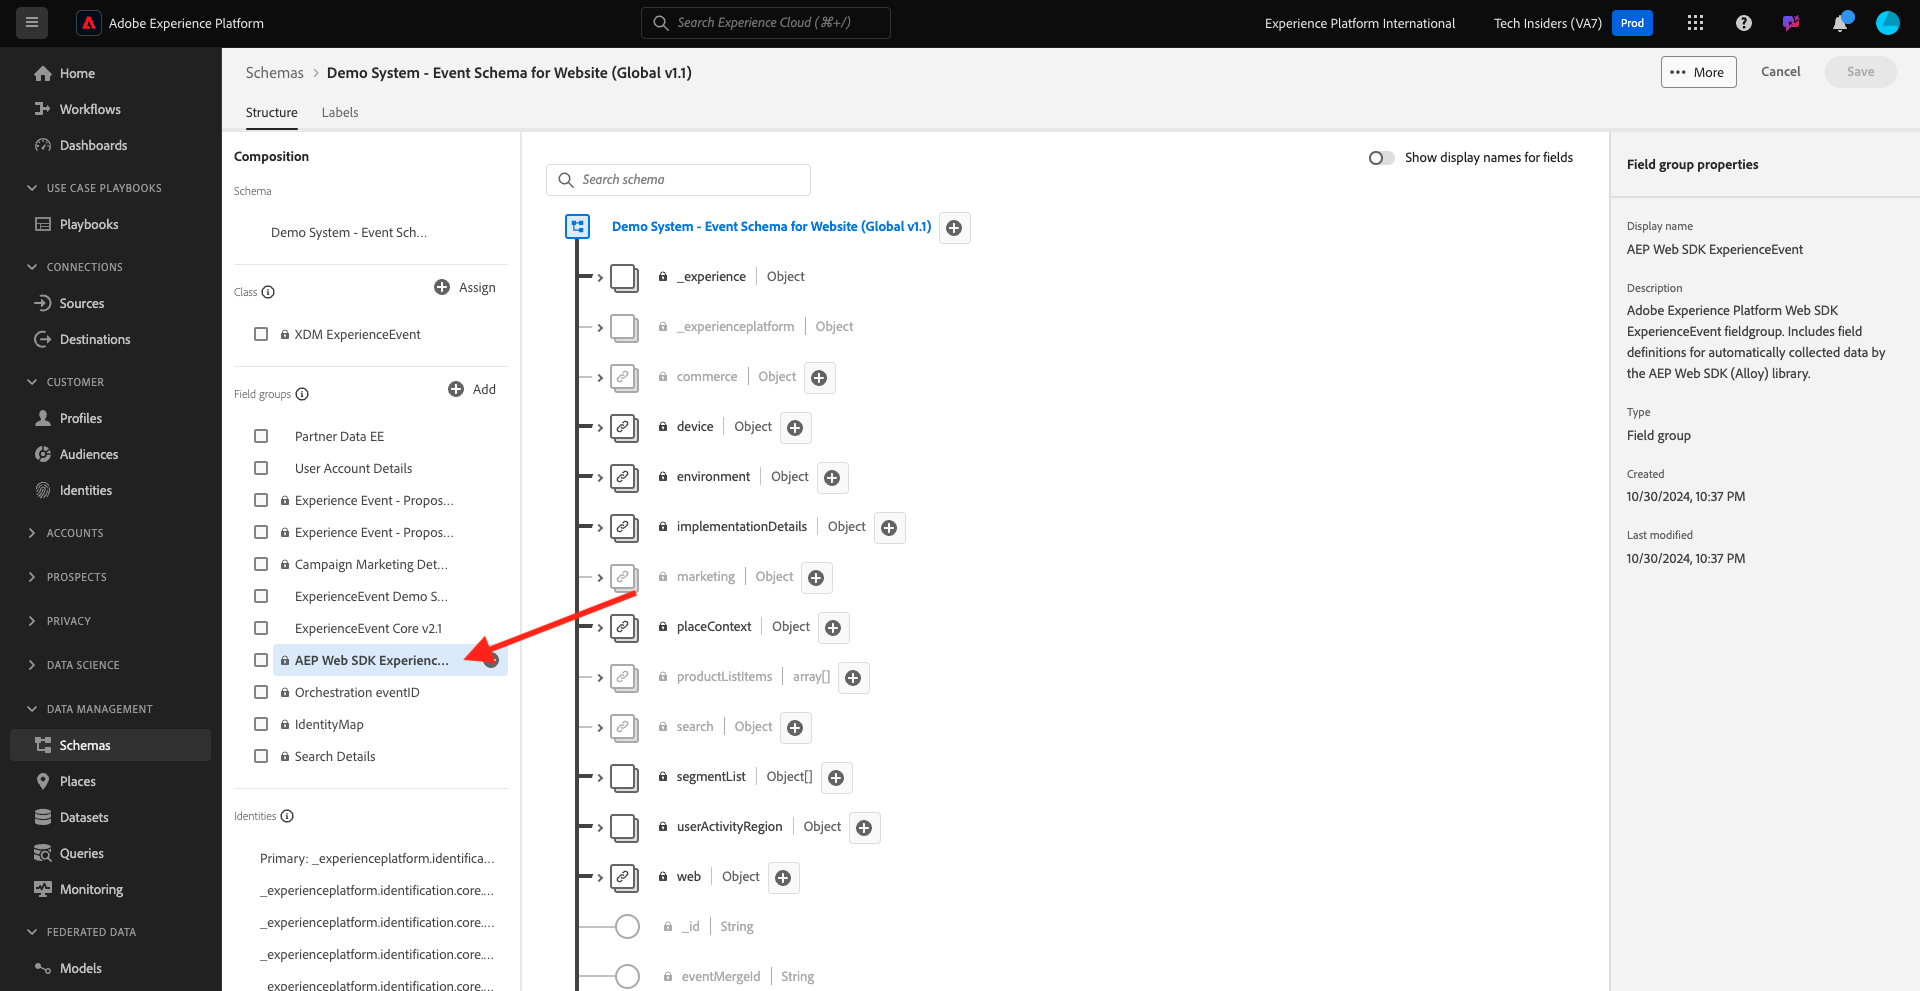 Adobe Experience Platform
Search Experience Cloud (⌘+/)
Experience Platform International
Tech Insiders (VA7)
Prod
Home
Workflows
Dashboards
USE CASE PLAYBOOKS
Playbooks
CONNECTIONS
Sources
Destinations
CUSTOMER
Profiles
Audiences
Identities
ACCOUNTS
PROSPECTS
PRIVACY
DATA SCIENCE
DATA MANAGEMENT
Schemas
Places
Datasets
Queries
Monitoring
FEDERATED DATA
Models
Schemas > Demo System - Event Schema for Website (Global v1.1)
••• More
Cancel
Save
Structure
Labels
Composition
Schema
Demo System - Event Sch...
Class
Assign
XDM ExperienceEvent
Field groups
Add
Partner Data EE
User Account Details
Experience Event - Propos...
Experience Event - Propos...
Campaign Marketing Det...
ExperienceEvent Demo S...
ExperienceEvent Core v2.1
AEP Web SDK Experienc...
Orchestration eventID
IdentityMap
Search Details
Identities
Primary: _experienceplatform.identifica...
_experienceplatform.identification.core....
_experienceplatform.identification.core....
_experienceplatform.identification.core....
_experienceplatform.identification.core....
Search schema
Show display names for fields
Demo System - Event Schema for Website (Global v1.1)
_experience | Object
_experienceplatform | Object
commerce | Object
device | Object
environment | Object
implementationDetails | Object
marketing | Object
placeContext | Object
productListItems | array[]
search | Object
segmentList | Object[]
userActivityRegion | Object
web | Object
_id | String
eventMergeId | String
Field group properties
Display name
AEP Web SDK ExperienceEvent
Description
Adobe Experience Platform Web SDK
ExperienceEvent fieldgroup. Includes field
definitions for automatically collected data by
the AEP Web SDK (Alloy) library.
Type
Field group
Created
10/30/2024, 10:37 PM
Last modified
10/30/2024, 10:37 PM